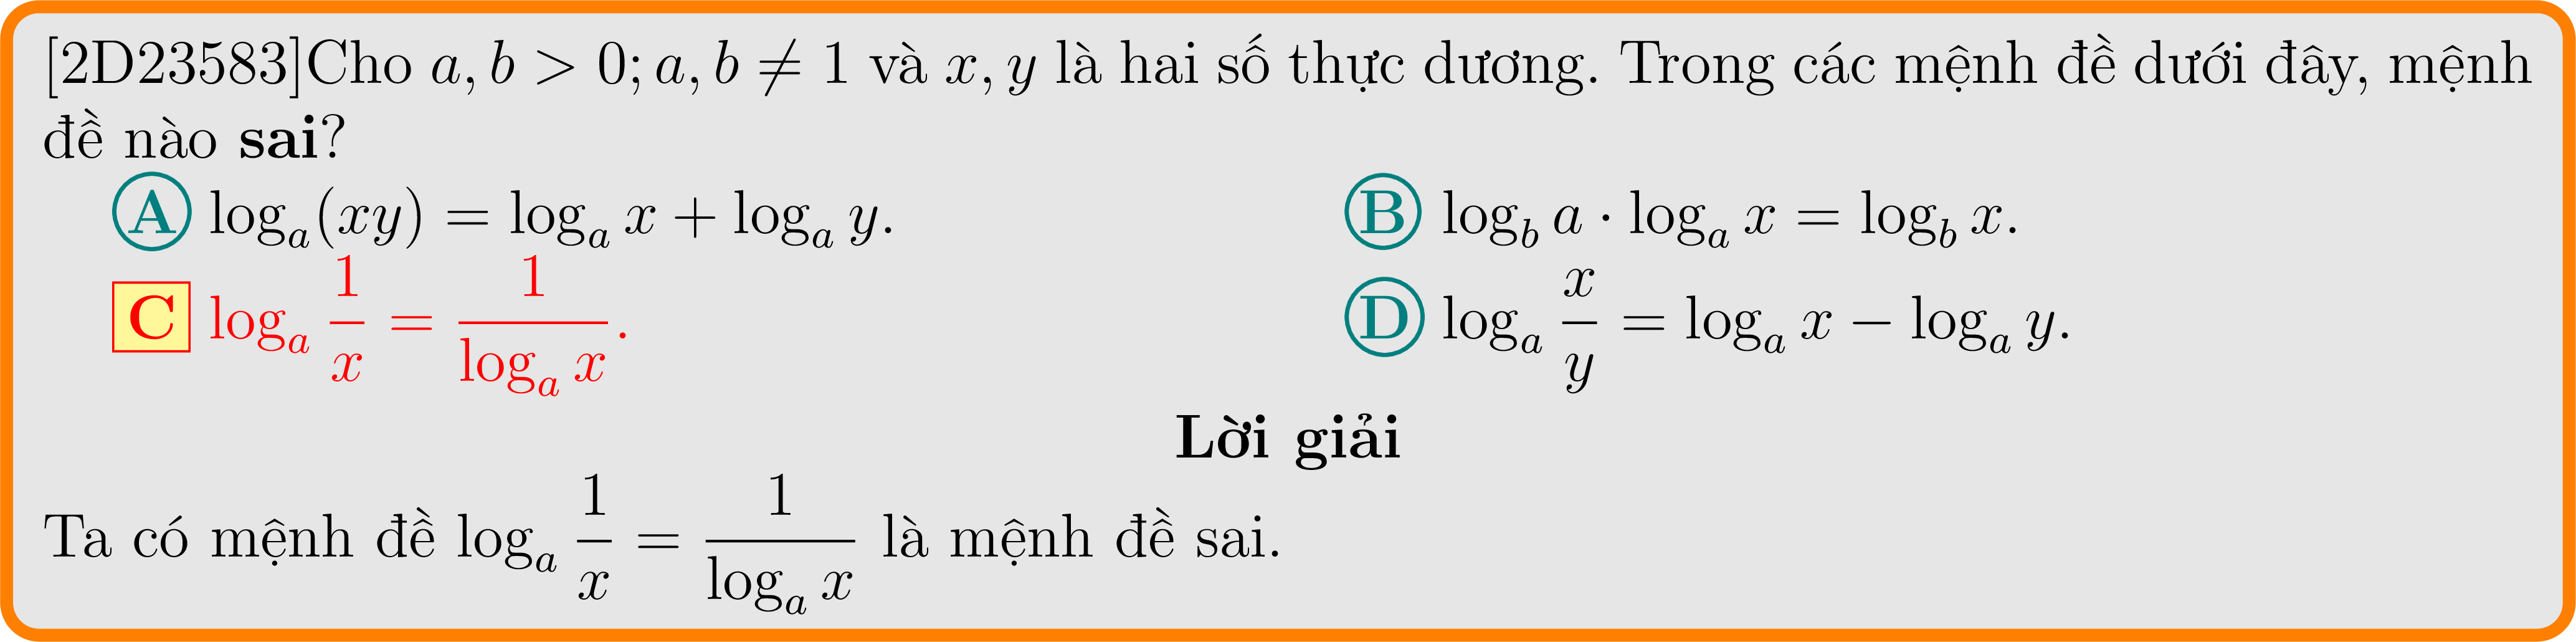 [2D23583]Cho a, b > 0; a, b ≠ 1 và x, y là hai số thực dương. Trong các mệnh đề dưới đây, mệnh
đề nào sai?
A log_a(xy) = log_a x + log_a y.
B log_b a · log_a x = log_b x.
C log_a \frac{1}{x} = \frac{1}{log_a x}.
D log_a \frac{x}{y} = log_a x − log_a y.
Lời giải
Ta có mệnh đề log_a \frac{1}{x} = \frac{1}{log_a x} là mệnh đề sai.